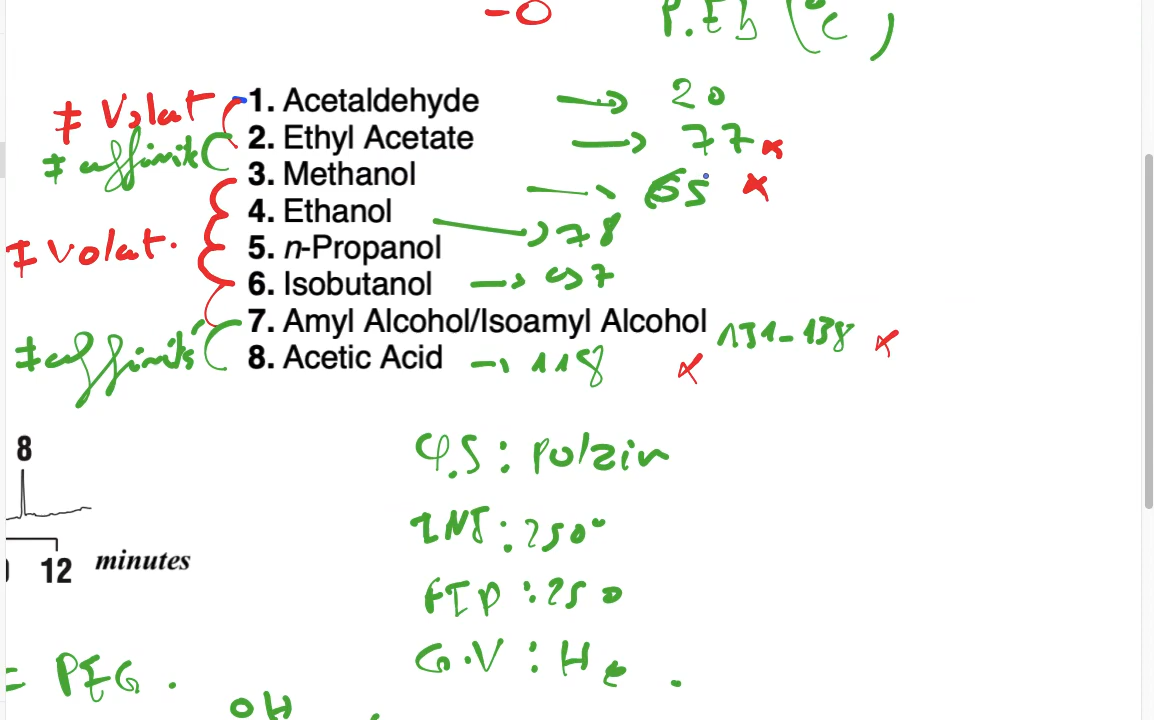 -O P.Eb (°C)
≠ Volat 1. Acetaldehyde → 20
≠ affinité 2. Ethyl Acetate → 77 x
3. Methanol → 65 x
4. Ethanol → 78
≠ Volat. 5. n-Propanol
6. Isobutanol → 97
7. Amyl Alcohol/Isoamyl Alcohol 131-138 x
≠ affinité 8. Acetic Acid → 118 x
8
INJ : 250°
FID : 250
12 minutes
G.V : He.
= PEG.
OH